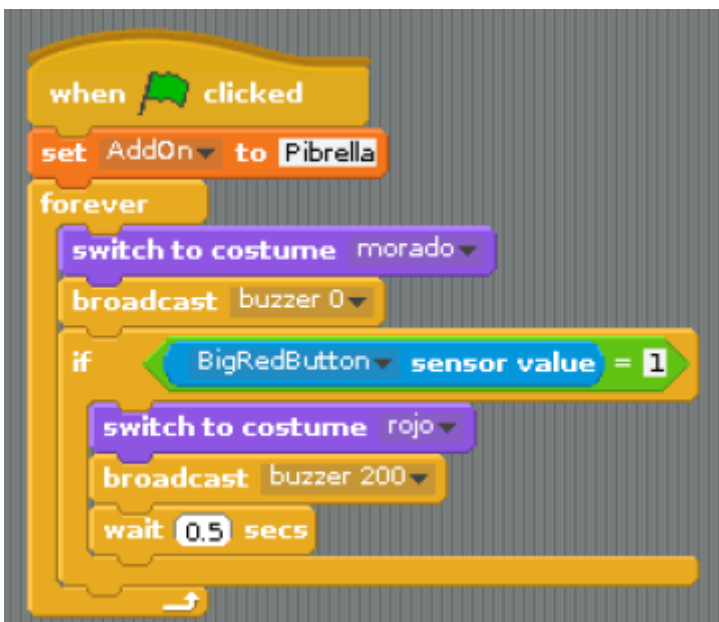 when clicked
set AddOn to Pibrella
forever
switch to costume morado
broadcast buzzer 0
if BigRedButton sensor value = 1
switch to costume rojo
broadcast buzzer 200
wait 0.5 secs